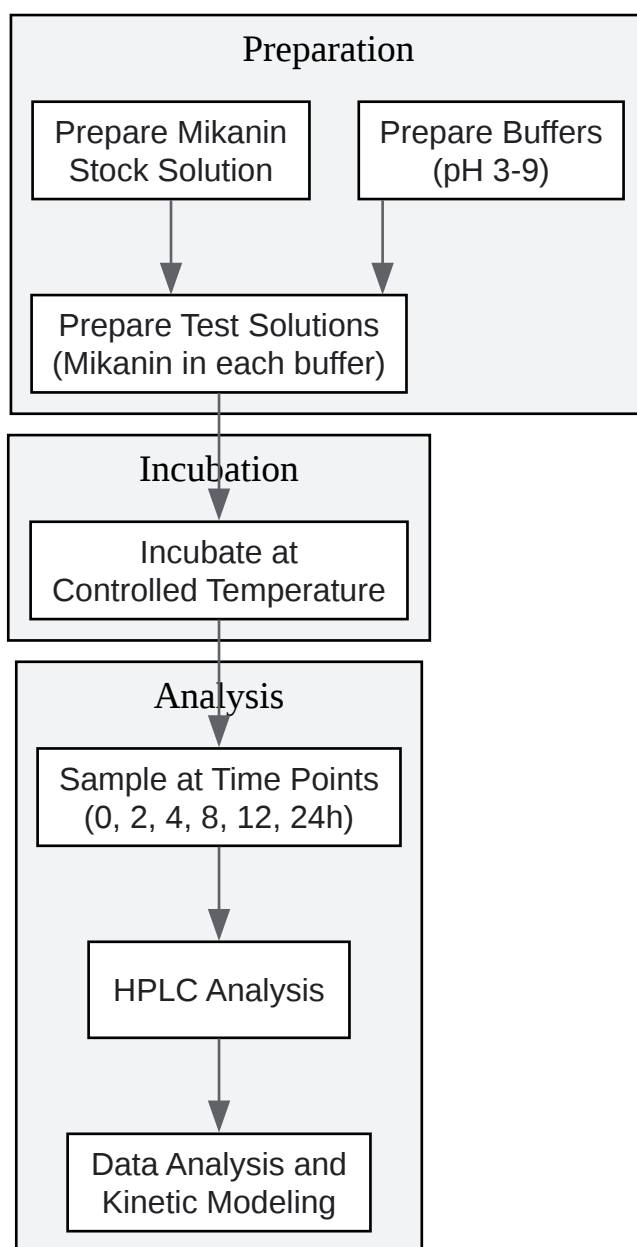 Preparation
Prepare Mikanin
Stock Solution
Prepare Buffers
(pH 3-9)
Prepare Test Solutions
(Mikanin in each buffer)
Incubation
Incubate at
Controlled Temperature
Analysis
Sample at Time Points
(0, 2, 4, 8, 12, 24h)
HPLC Analysis
Data Analysis and
Kinetic Modeling